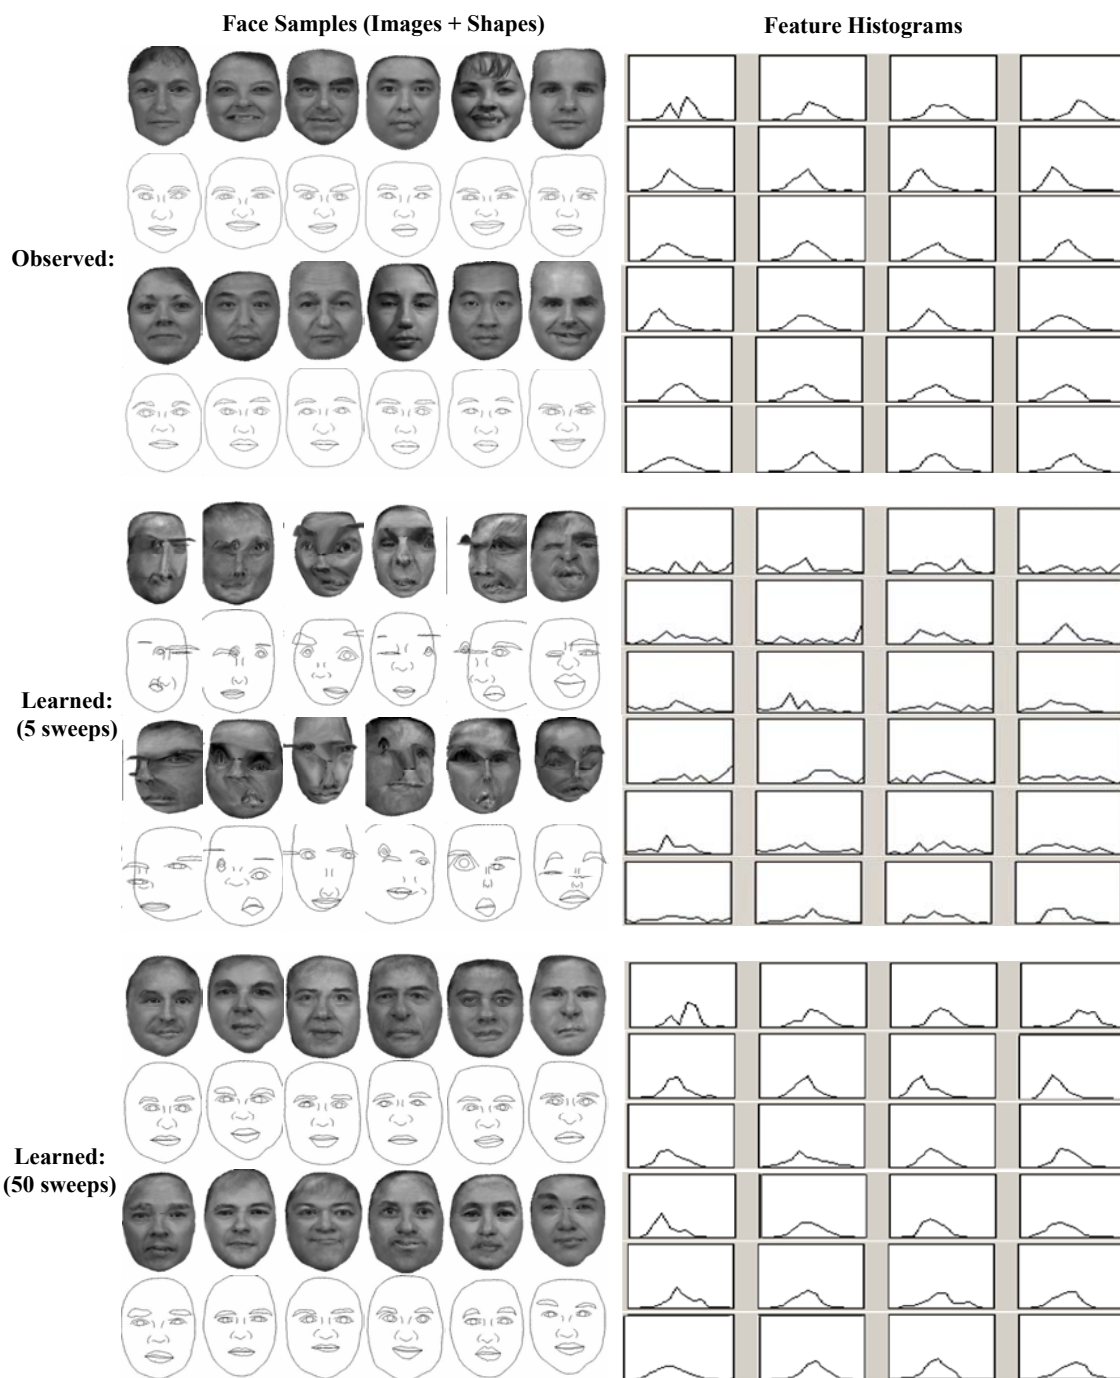 Face Samples (Images + Shapes)
Feature Histograms
Observed:
Learned:
(5 sweeps)
Learned:
(50 sweeps)